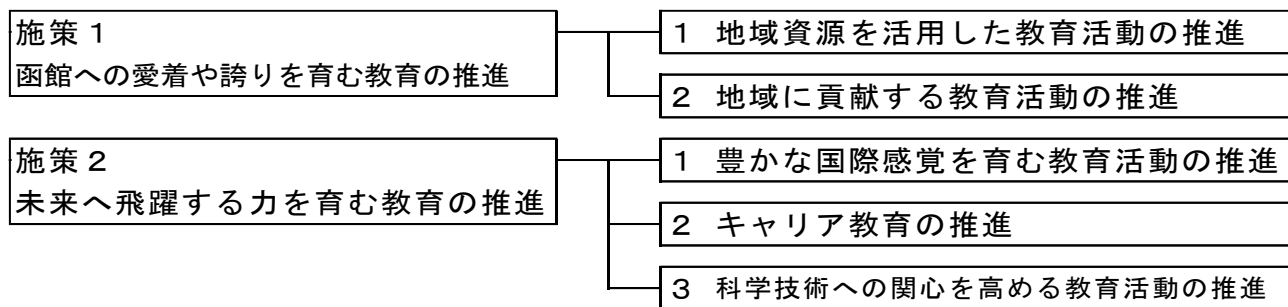 施策１
函館への愛着や誇りを育む教育の推進
１ 地域資源を活用した教育活動の推進
２ 地域に貢献する教育活動の推進
施策２
未来へ飛躍する力を育む教育の推進
１ 豊かな国際感覚を育む教育活動の推進
２ キャリア教育の推進
３ 科学技術への関心を高める教育活動の推進